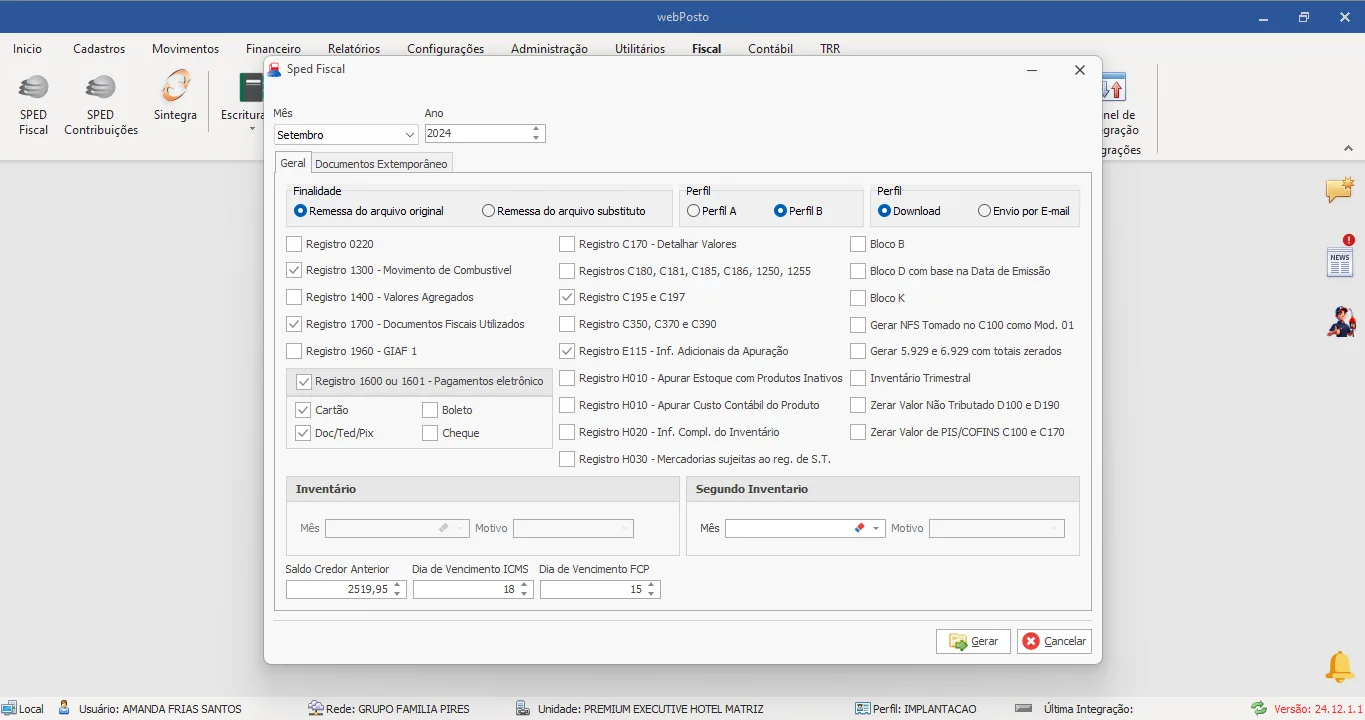 webPosto
Inicio Cadastros Movimentos Financeiro Relatórios Configurações Administração Utilitários Fiscal Contábil TRR
SPED Fiscal
SPED Contribuições
Sintegra
Escritura
nel de
gração
grações
Sped Fiscal
Mês Ano
Setembro 2024
Geral Documentos Extemporâneo
Finalidade
Remessa do arquivo original Remessa do arquivo substituto
Perfil
Perfil A Perfil B
Perfil
Download Envio por E-mail
Registro 0220
Registro 1300 - Movimento de Combustivel
Registro 1400 - Valores Agregados
Registro 1700 - Documentos Fiscais Utilizados
Registro 1960 - GIAF 1
Registro 1600 ou 1601 - Pagamentos eletrônico
Cartão Boleto
Doc/Ted/Pix Cheque
Registro C170 - Detalhar Valores
Registros C180, C181, C185, C186, 1250, 1255
Registro C195 e C197
Registro C350, C370 e C390
Registro E115 - Inf. Adicionais da Apuração
Registro H010 - Apurar Estoque com Produtos Inativos
Registro H010 - Apurar Custo Contábil do Produto
Registro H020 - Inf. Compl. do Inventário
Registro H030 - Mercadorias sujeitas ao reg. de S.T.
Bloco B
Bloco D com base na Data de Emissão
Bloco K
Gerar NFS Tomado no C100 como Mod. 01
Gerar 5.929 e 6.929 com totais zerados
Inventário Trimestral
Zerar Valor Não Tributado D100 e D190
Zerar Valor de PIS/COFINS C100 e C170
Inventário
Mês Motivo
Segundo Inventario
Mês Motivo
Saldo Credor Anterior Dia de Vencimento ICMS Dia de Vencimento FCP
2519,95 18 15
Gerar Cancelar
NEWS
Local Usuário: AMANDA FRIAS SANTOS Rede: GRUPO FAMILIA PIRES Unidade: PREMIUM EXECUTIVE HOTEL MATRIZ Perfil: IMPLANTACAO Última Integração: Versão: 24.12.1.1